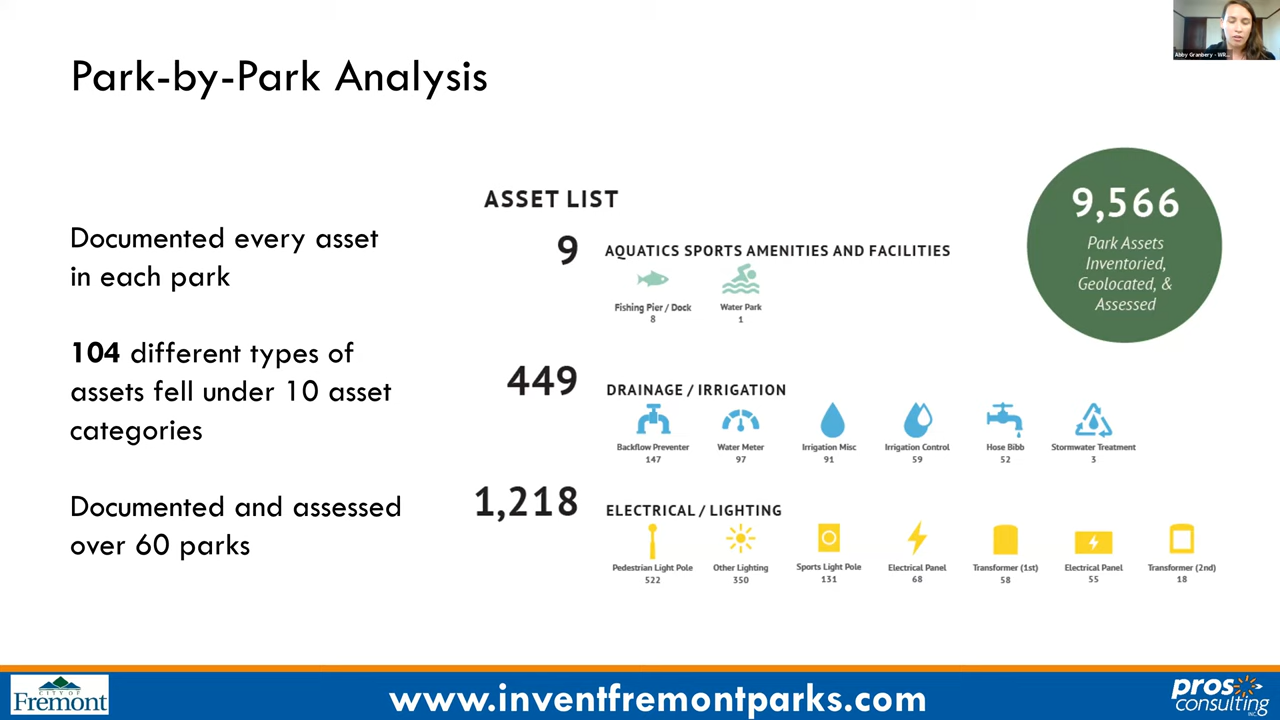 Abby Granbery - WR...
Park-by-Park Analysis
Documented every asset
in each park
104 different types of
assets fell under 10 asset
categories
Documented and assessed
over 60 parks
ASSET LIST
9 AQUATICS SPORTS AMENITIES AND FACILITIES
Fishing Pier / Dock Water Park
8 1
449 DRAINAGE / IRRIGATION
Backflow Preventer Water Meter Irrigation Misc Irrigation Control Hose Bibb Stormwater Treatment
147 97 91 59 52 3
1,218 ELECTRICAL / LIGHTING
Pedestrian Light Pole Other Lighting Sports Light Pole Electrical Panel Transformer (1st) Electrical Panel Transformer (2nd)
522 350 131 68 58 55 18
9,566
Park Assets
Inventoried,
Geolocated, &
Assessed
CITY OF
Fremont
www.inventfremontparks.com
pros
consulting
INC.